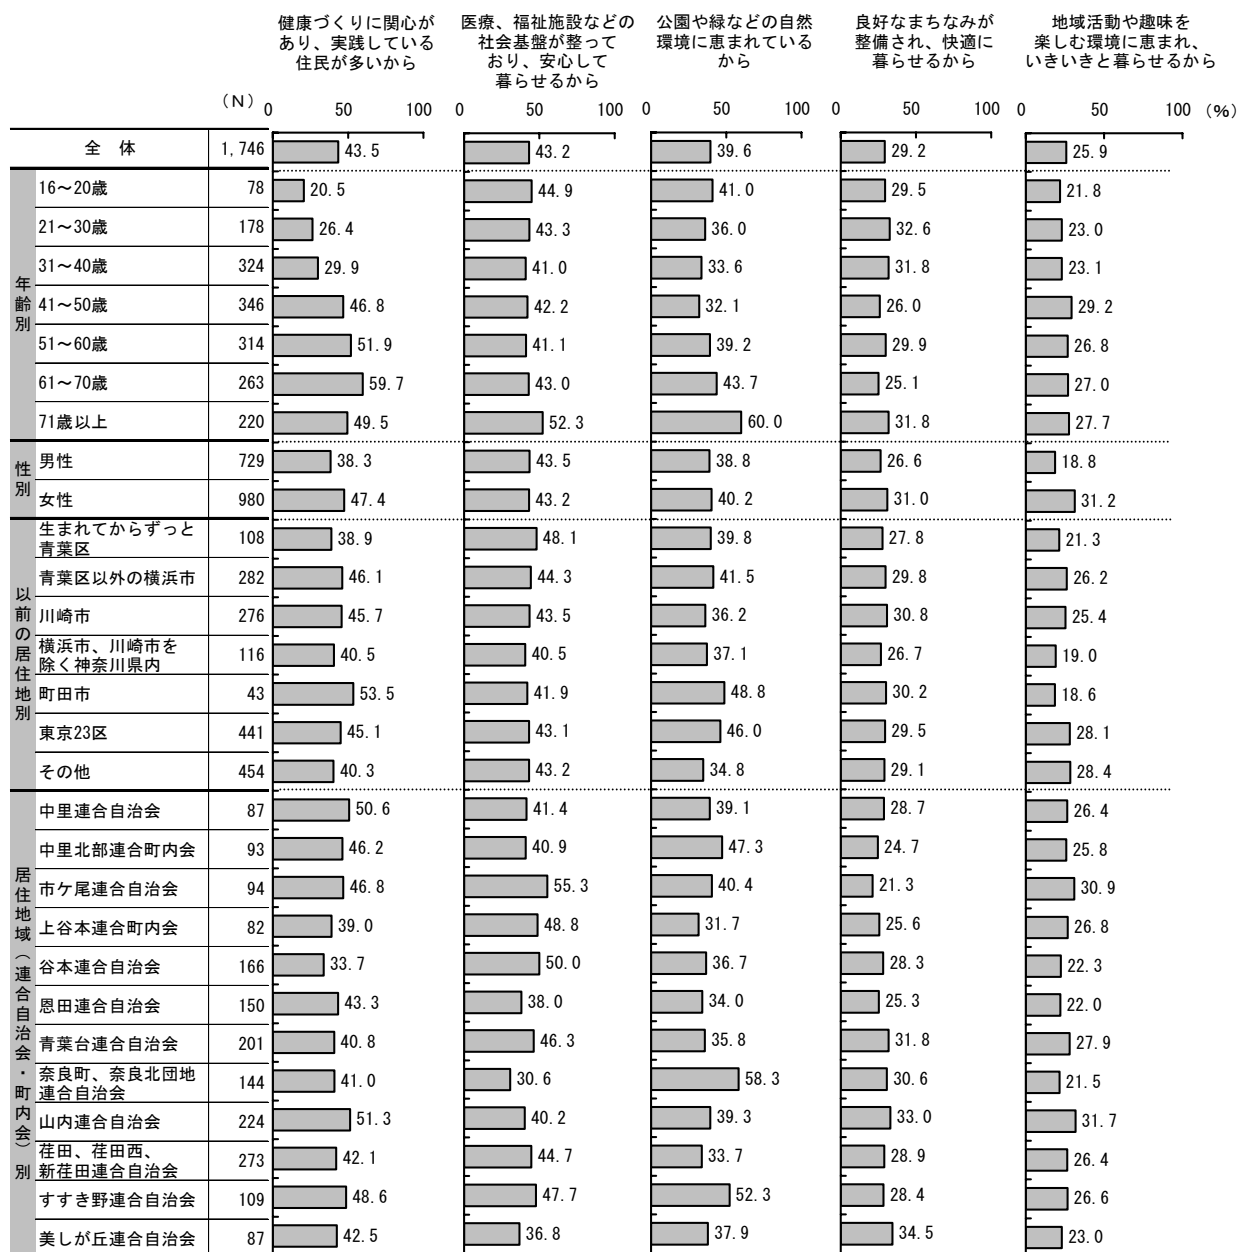 健康づくりに関心が
あり、実践している
住民が多いから
医療、福祉施設などの
社会基盤が整って
おり、安心して
暮らせるから
公園や緑などの自然
環境に恵まれている
から
良好なまちなみが
整備され、快適に
暮らせるから
地域活動や趣味を
楽しむ環境に恵まれ、
いきいきと暮らせるから
(N) 0 50 100 0 50 100 0 50 100 0 50 100 0 50 100 (%)
全 体 1,746 43.5 43.2 39.6 29.2 25.9
年齢別
16～20歳 78 20.5 44.9 41.0 29.5 21.8
21～30歳 178 26.4 43.3 36.0 32.6 23.0
31～40歳 324 29.9 41.0 33.6 31.8 23.1
41～50歳 346 46.8 42.2 32.1 26.0 29.2
51～60歳 314 51.9 41.1 39.2 29.9 26.8
61～70歳 263 59.7 43.0 43.7 25.1 27.0
71歳以上 220 49.5 52.3 60.0 31.8 27.7
性別
男性 729 38.3 43.5 38.8 26.6 18.8
女性 980 47.4 43.2 40.2 31.0 31.2
以前の居住地別
生まれてからずっと
青葉区 108 38.9 48.1 39.8 27.8 21.3
青葉区以外の横浜市 282 46.1 44.3 41.5 29.8 26.2
川崎市 276 45.7 43.5 36.2 30.8 25.4
横浜市、川崎市を
除く神奈川県内 116 40.5 40.5 37.1 26.7 19.0
町田市 43 53.5 41.9 48.8 30.2 18.6
東京23区 441 45.1 43.1 46.0 29.5 28.1
その他 454 40.3 43.2 34.8 29.1 28.4
居住地域（連合自治会・町内会）別
中里連合自治会 87 50.6 41.4 39.1 28.7 26.4
中里北部連合町内会 93 46.2 40.9 47.3 24.7 25.8
市ケ尾連合自治会 94 46.8 55.3 40.4 21.3 30.9
上谷本連合町内会 82 39.0 48.8 31.7 25.6 26.8
谷本連合自治会 166 33.7 50.0 36.7 28.3 22.3
恩田連合自治会 150 43.3 38.0 34.0 25.3 22.0
青葉台連合自治会 201 40.8 46.3 35.8 31.8 27.9
奈良町、奈良北団地
連合自治会 144 41.0 30.6 58.3 30.6 21.5
山内連合自治会 224 51.3 40.2 39.3 33.0 31.7
荏田、荏田西、
新荏田連合自治会 273 42.1 44.7 33.7 28.9 26.4
すすき野連合自治会 109 48.6 47.7 52.3 28.4 26.6
美しが丘連合自治会 87 42.5 36.8 37.9 34.5 23.0